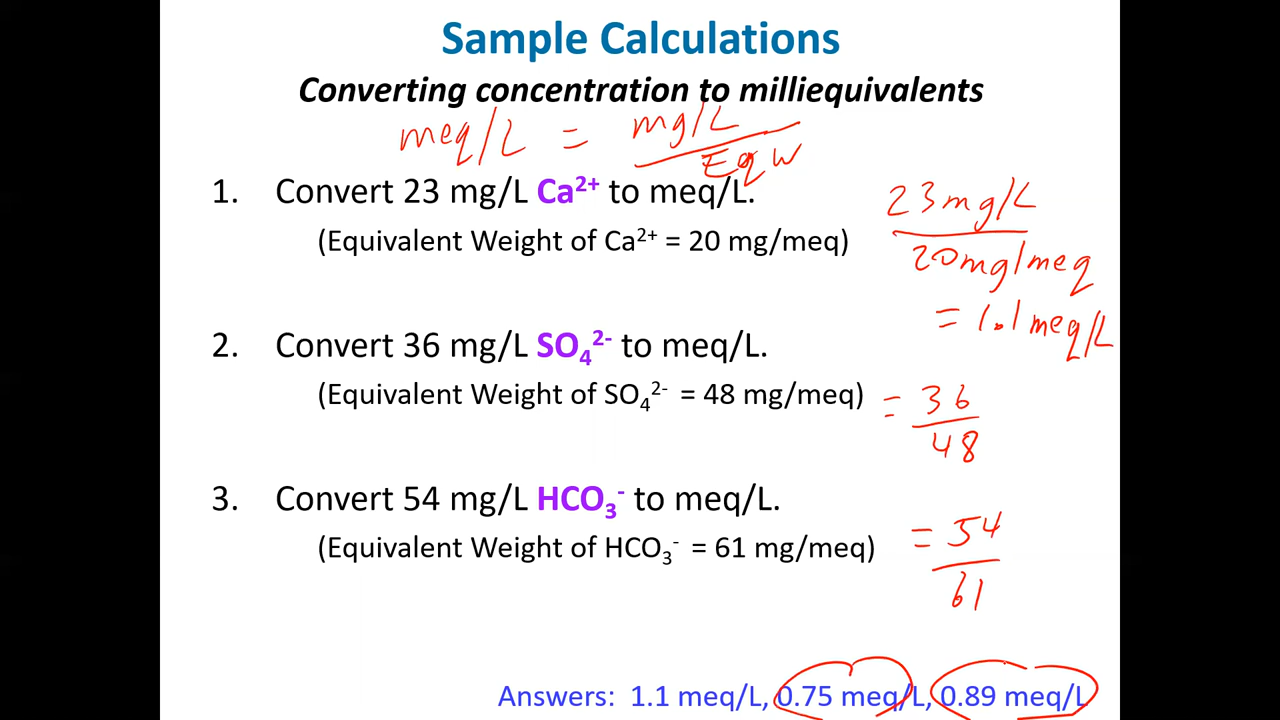 Sample Calculations
Converting concentration to milliequivalents
meq/L = mg/L
Eq W
1. Convert 23 mg/L Ca²⁺ to meq/L.
(Equivalent Weight of Ca²⁺ = 20 mg/meq)
23 mg/L
20 mg/meq
= 1.1 meq/L
2. Convert 36 mg/L SO₄²⁻ to meq/L.
(Equivalent Weight of SO₄²⁻ = 48 mg/meq)
= 36
48
3. Convert 54 mg/L HCO₃⁻ to meq/L.
(Equivalent Weight of HCO₃⁻ = 61 mg/meq)
= 54
61
Answers: 1.1 meq/L, 0.75 meq/L, 0.89 meq/L